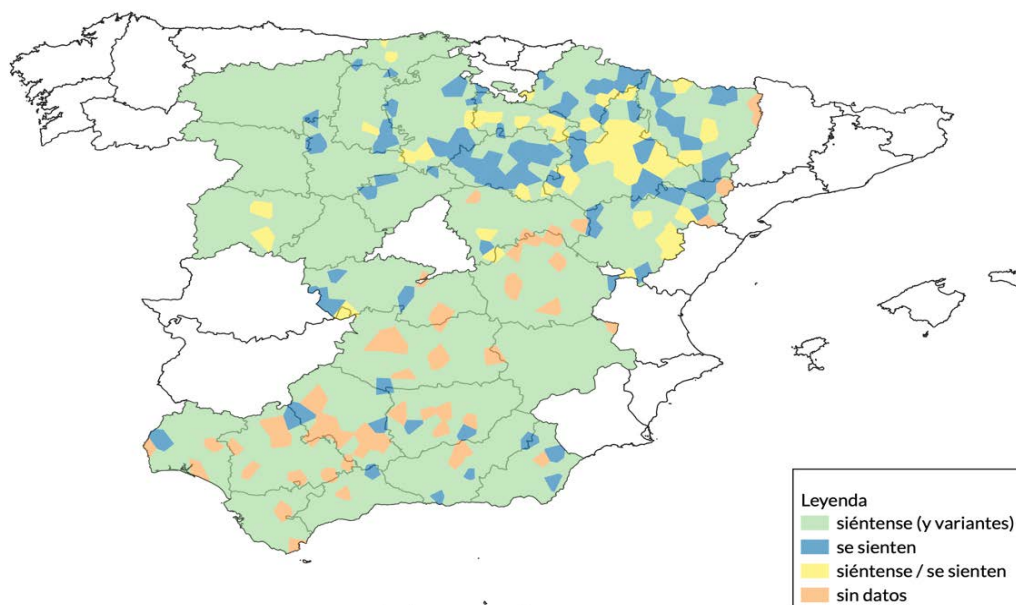 Leyenda
siéntense (y variantes)
se sienten
siéntense / se sienten
sin datos